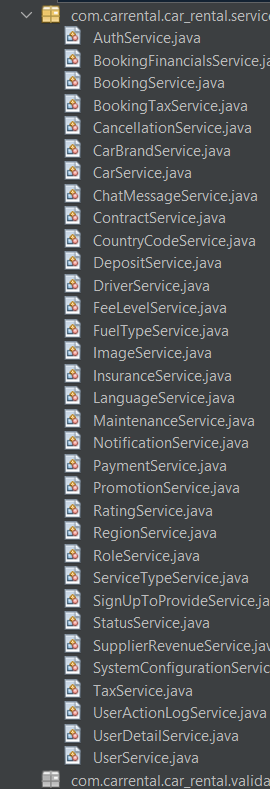 com.carrental.car_rental.service
AuthService.java
BookingFinancialsService.ja
BookingService.java
BookingTaxService.java
CancellationService.java
CarBrandService.java
CarService.java
ChatMessageService.java
ContractService.java
CountryCodeService.java
DepositService.java
DriverService.java
FeeLevelService.java
FuelTypeService.java
ImageService.java
InsuranceService.java
LanguageService.java
MaintenanceService.java
NotificationService.java
PaymentService.java
PromotionService.java
RatingService.java
RegionService.java
RoleService.java
ServiceTypeService.java
SignUpToProvideService.ja
StatusService.java
SupplierRevenueService.jav
SystemConfigurationServic
TaxService.java
UserActionLogService.java
UserDetailService.java
UserService.java
com.carrental.car_rental.valida